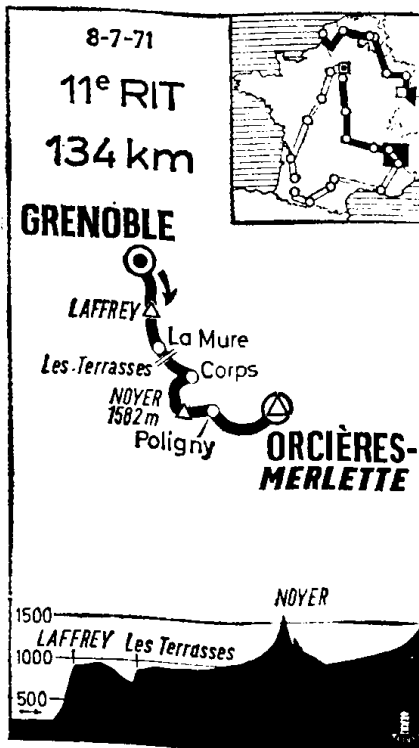 8-7-71
11e RIT
134 km
GRENOBLE
LAFFREY
La Mure
Les-Terrasses
Corps
NOYER
1582 m
Poligny
ORCIÈRES-
MERLETTE
NOYER
1500
LAFFREY Les Terrasses
1000
500